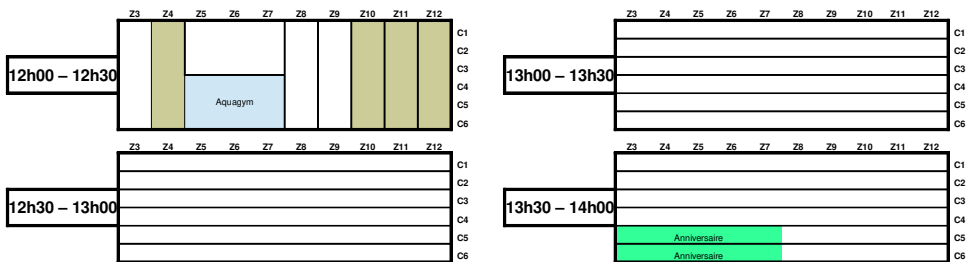 Z3 Z4 Z5 Z6 Z7 Z8 Z9 Z10 Z11 Z12
C1
C2
12h00 – 12h30
C3
C4
Aquagym
C5
C6
Z3 Z4 Z5 Z6 Z7 Z8 Z9 Z10 Z11 Z12
C1
C2
13h00 – 13h30
C3
C4
C5
C6
Z3 Z4 Z5 Z6 Z7 Z8 Z9 Z10 Z11 Z12
C1
C2
12h30 – 13h00
C3
C4
C5
C6
Z3 Z4 Z5 Z6 Z7 Z8 Z9 Z10 Z11 Z12
C1
C2
13h30 – 14h00
C3
C4
Anniversaire C5
Anniversaire C6